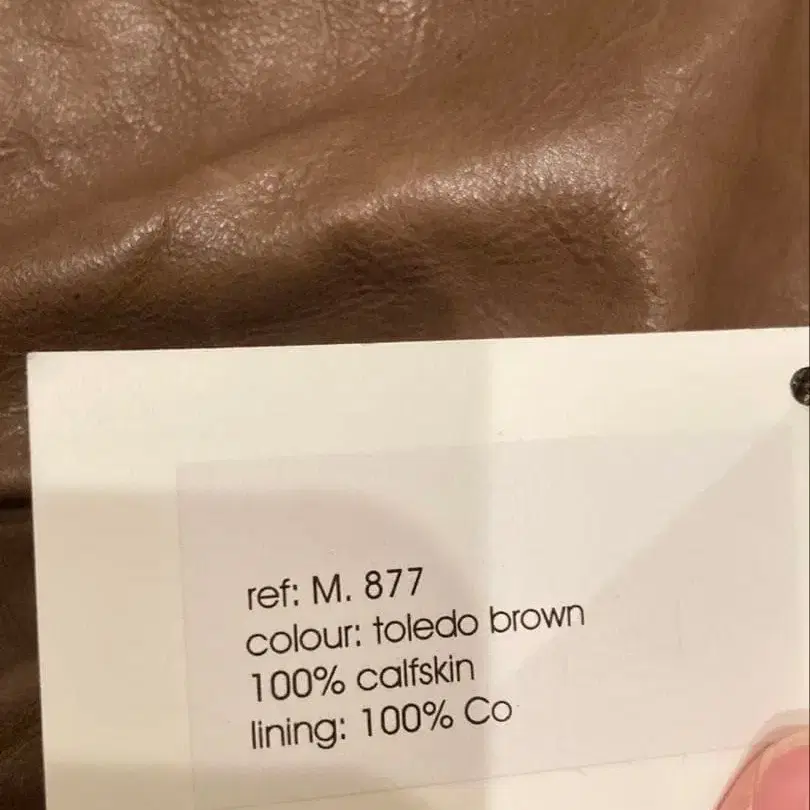 ref: M. 877
colour: toledo brown
100% calfskin
lining: 100% Co